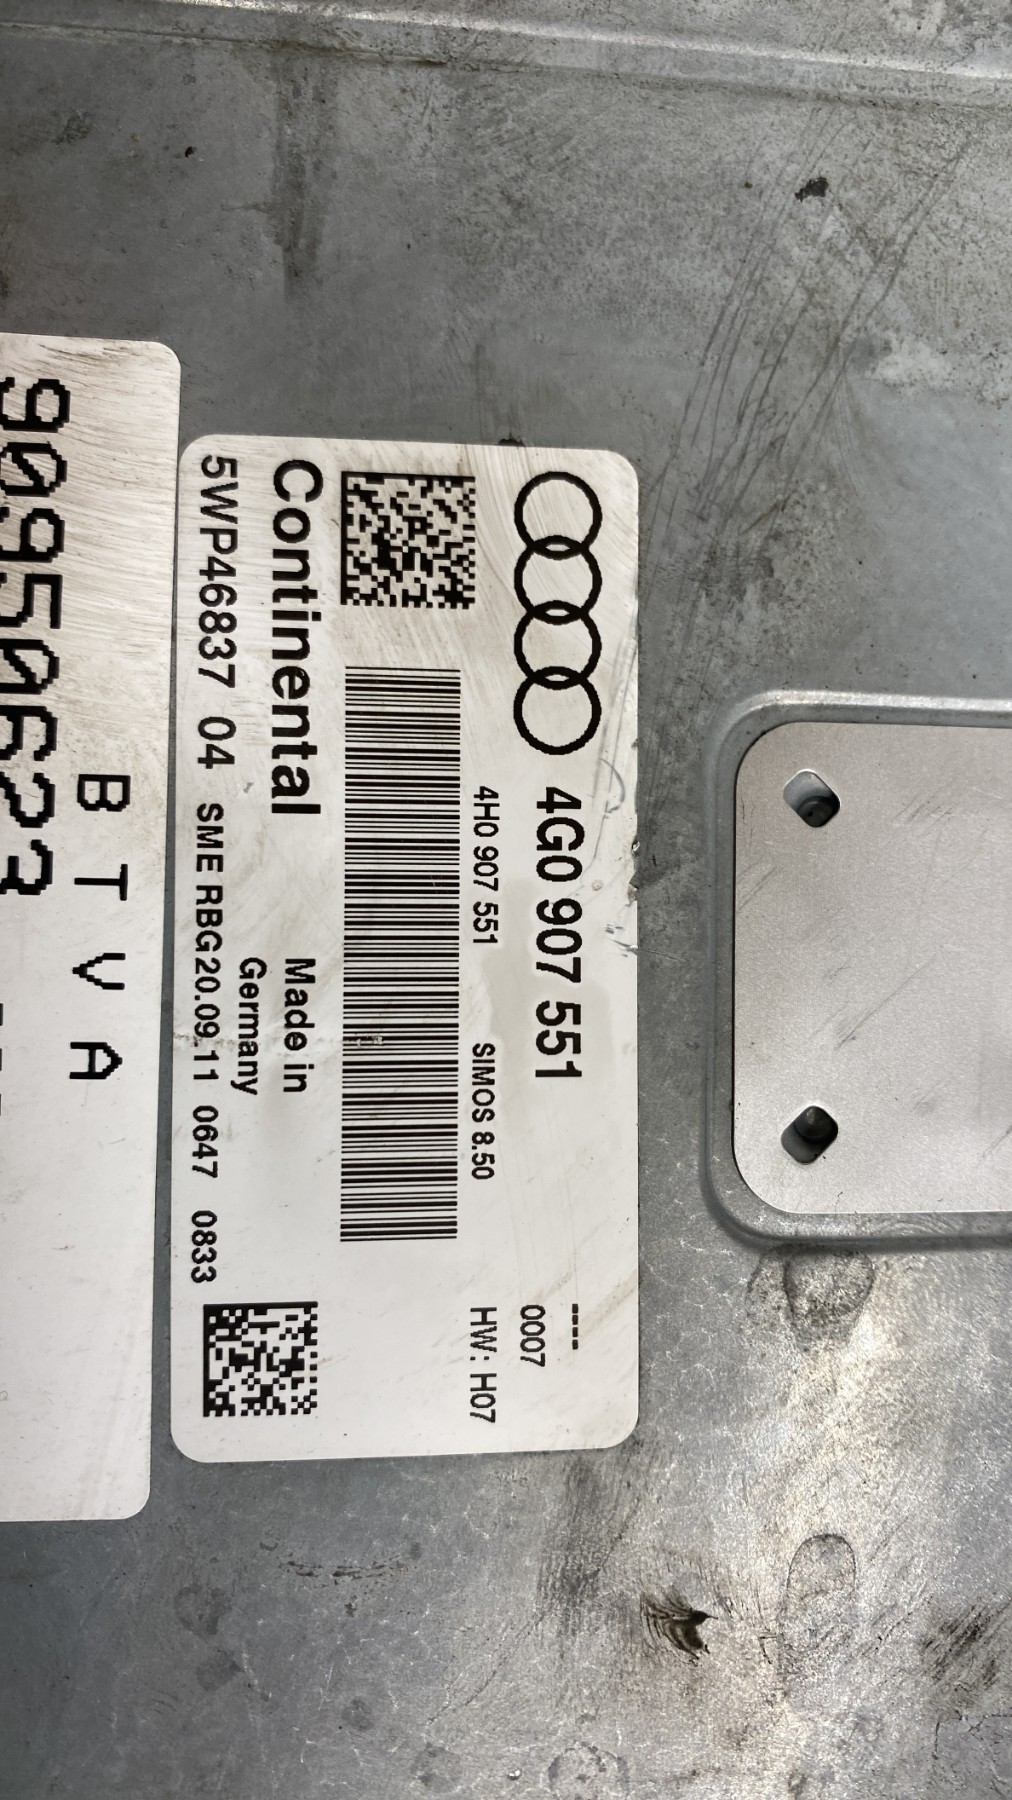 4G0 907 551
----
0007
4H0 907 551 SIMOS 8.50 HW: H07
Continental
Made in
Germany
5WP46837 04 SME RBG20.09.11 0647 0833
B T V A